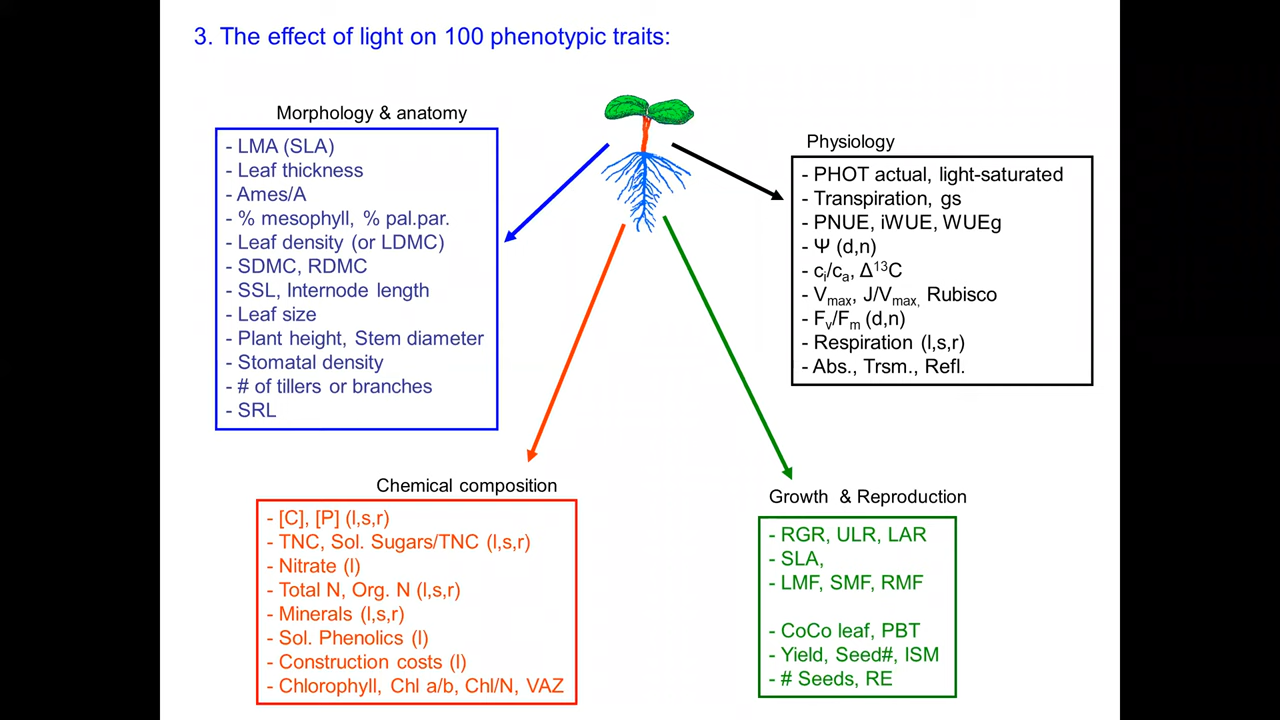 3. The effect of light on 100 phenotypic traits:
Morphology & anatomy
- LMA (SLA)
- Leaf thickness
- Ames/A
- % mesophyll, % pal.par.
- Leaf density (or LDMC)
- SDMC, RDMC
- SSL, Internode length
- Leaf size
- Plant height, Stem diameter
- Stomatal density
- # of tillers or branches
- SRL
Physiology
- PHOT actual, light-saturated
- Transpiration, gs
- PNUE, iWUE, WUEg
- Ψ (d,n)
- ci/ca, Δ13C
- Vmax, J/Vmax, Rubisco
- Fv/Fm (d,n)
- Respiration (l,s,r)
- Abs., Trsm., Refl.
Chemical composition
- [C], [P] (l,s,r)
- TNC, Sol. Sugars/TNC (l,s,r)
- Nitrate (l)
- Total N, Org. N (l,s,r)
- Minerals (l,s,r)
- Sol. Phenolics (l)
- Construction costs (l)
- Chlorophyll, Chl a/b, Chl/N, VAZ
Growth & Reproduction
- RGR, ULR, LAR
- SLA,
- LMF, SMF, RMF
- CoCo leaf, PBT
- Yield, Seed#, ISM
- # Seeds, RE